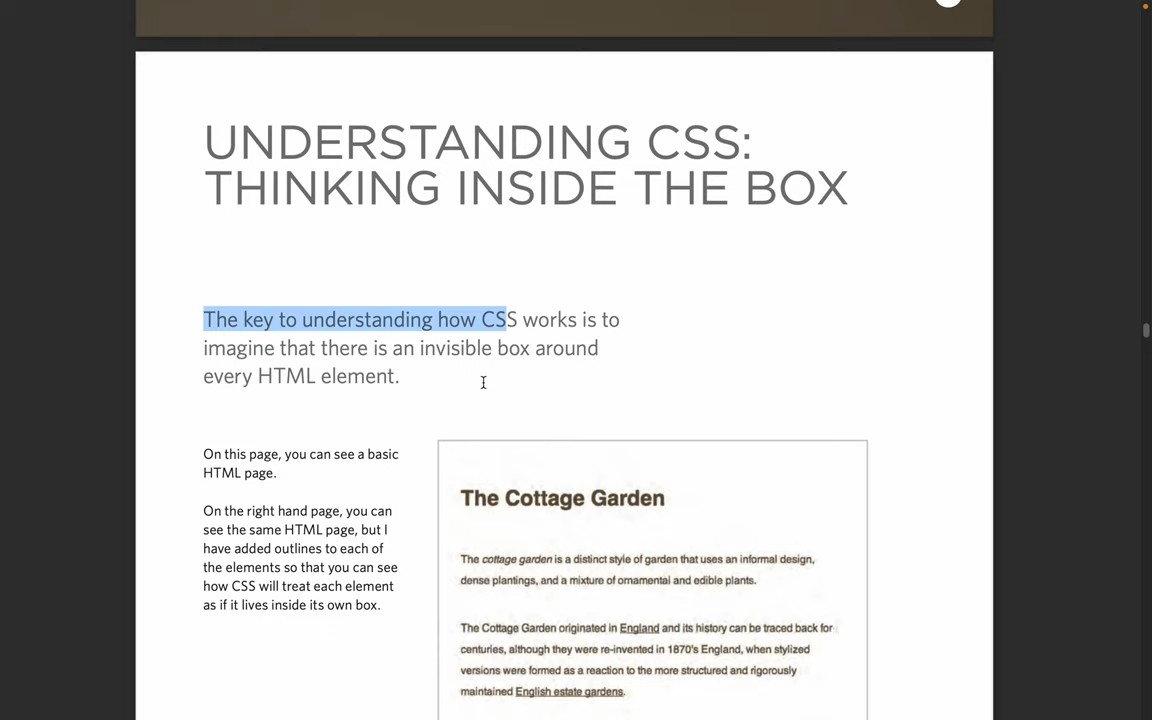 UNDERSTANDING CSS:
THINKING INSIDE THE BOX
The key to understanding how CSS works is to
imagine that there is an invisible box around
every HTML element.
On this page, you can see a basic
HTML page.
On the right hand page, you can
see the same HTML page, but I
have added outlines to each of
the elements so that you can see
how CSS will treat each element
as if it lives inside its own box.
The Cottage Garden
The cottage garden is a distinct style of garden that uses an informal design,
dense plantings, and a mixture of ornamental and edible plants.
The Cottage Garden originated in England and its history can be traced back for
centuries, although they were re-invented in 1870's England, when stylized
versions were formed as a reaction to the more structured and rigorously
maintained English estate gardens.